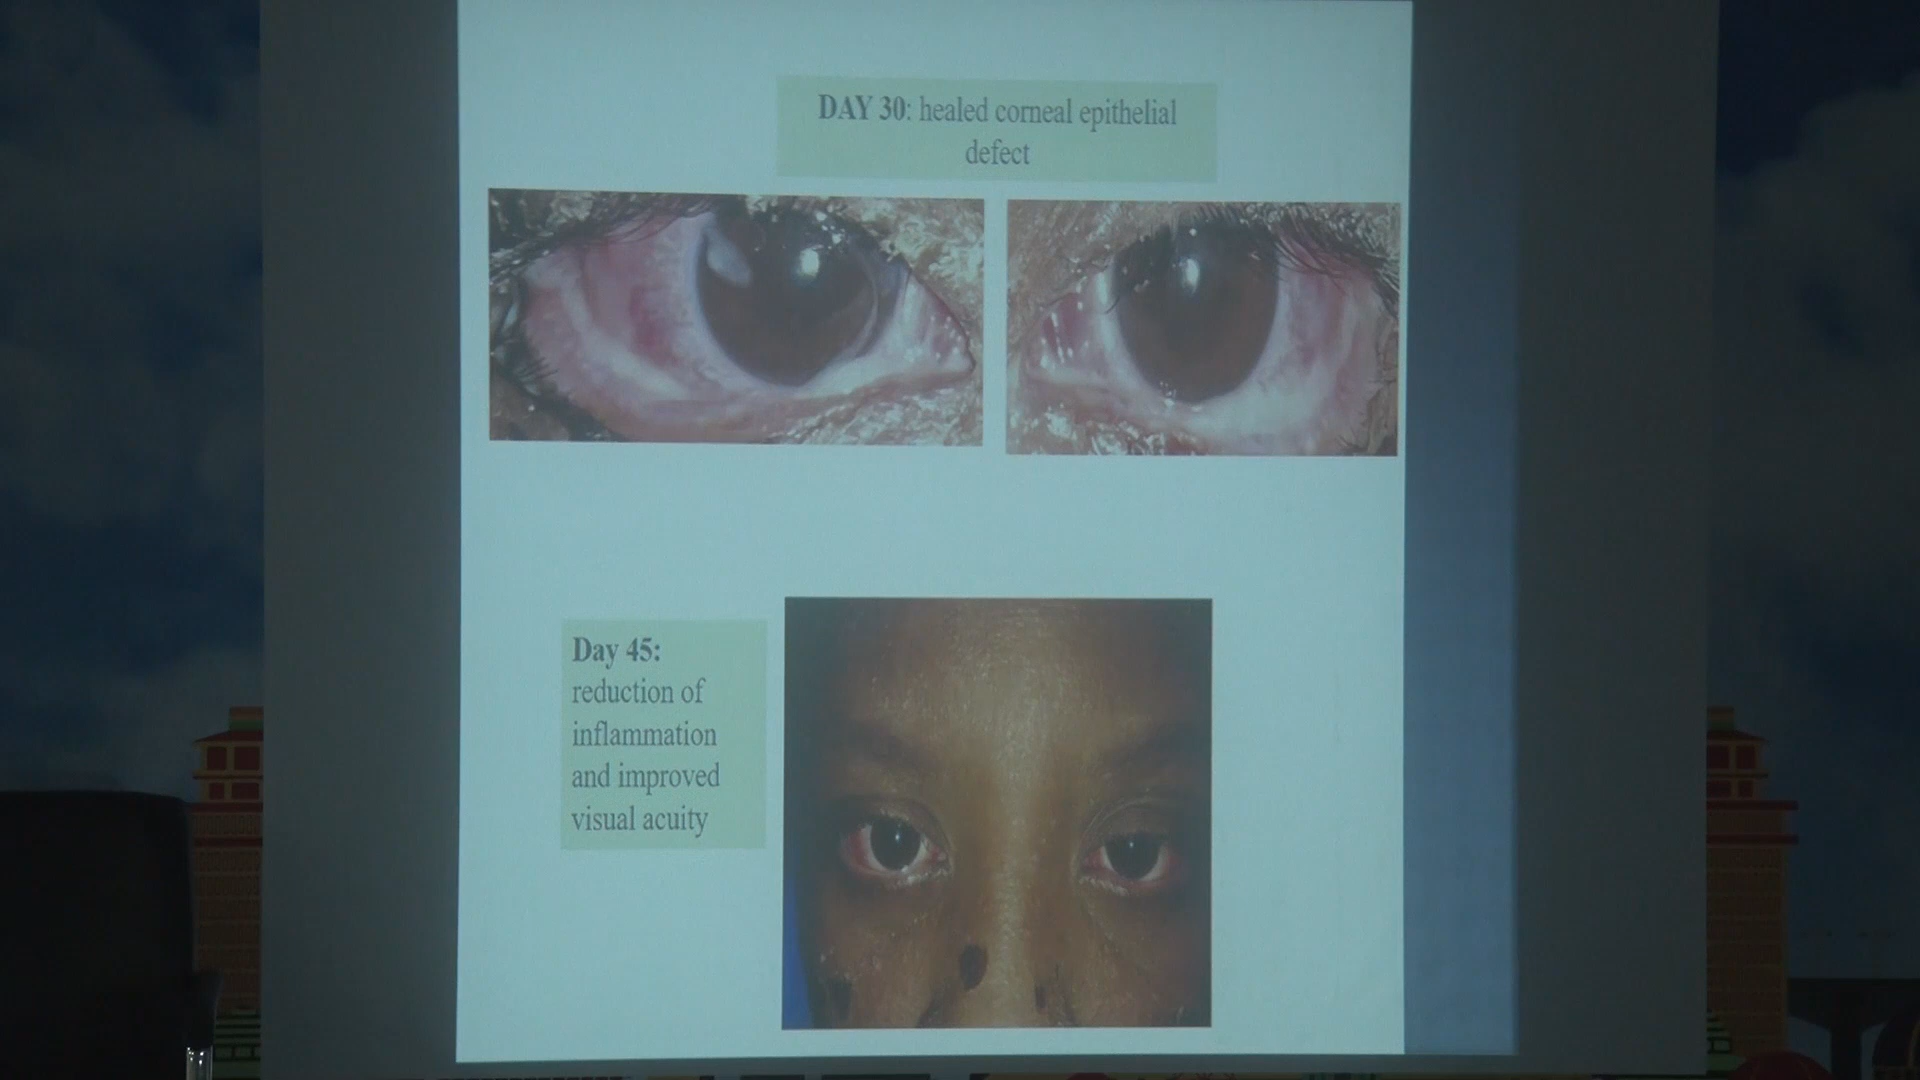 DAY 30: healed corneal epithelial
defect
Day 45:
reduction of
inflammation
and improved
visual acuity